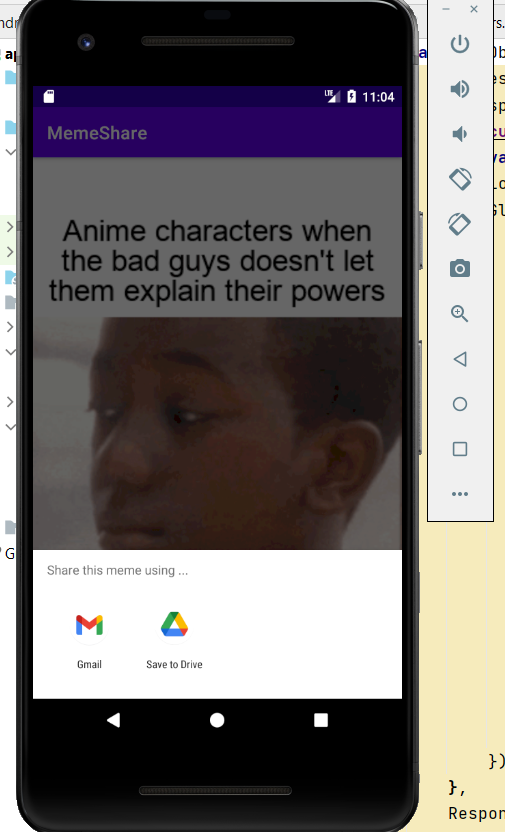 LTE 11:04
MemeShare
Anime characters when
the bad guys doesn't let
them explain their powers
Share this meme using ...
Gmail
Save to Drive
})
},